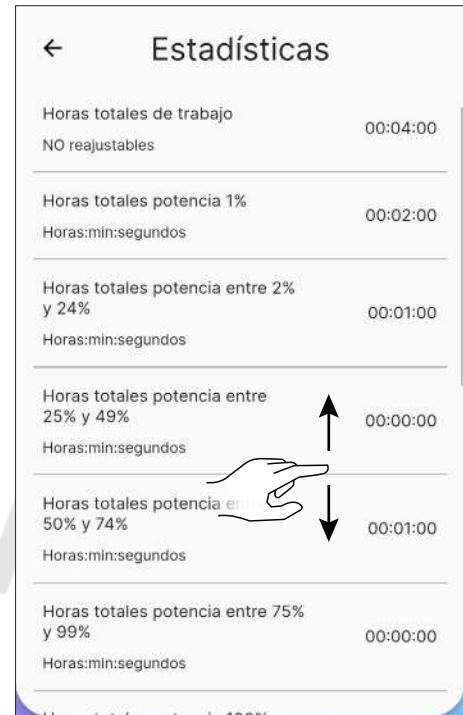 Estadísticas
Horas totales de trabajo
NO reajustables
00:04:00
Horas totales potencia 1%
Horas:min:segundos
00:02:00
Horas totales potencia entre 2%
y 24%
Horas:min:segundos
00:01:00
Horas totales potencia entre
25% y 49%
Horas:min:segundos
00:00:00
Horas totales potencia
50% y 74%
Horas:min:segundos
00:01:00
Horas totales potencia entre 75%
y 99%
Horas:min:segundos
00:00:00